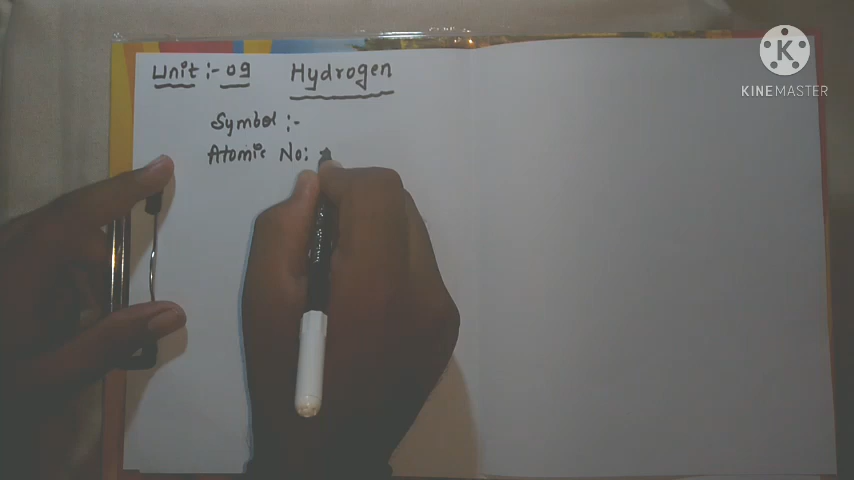 Unit :- 09 Hydrogen
Symbol :-
Atomic No: -
K
KINEMASTER